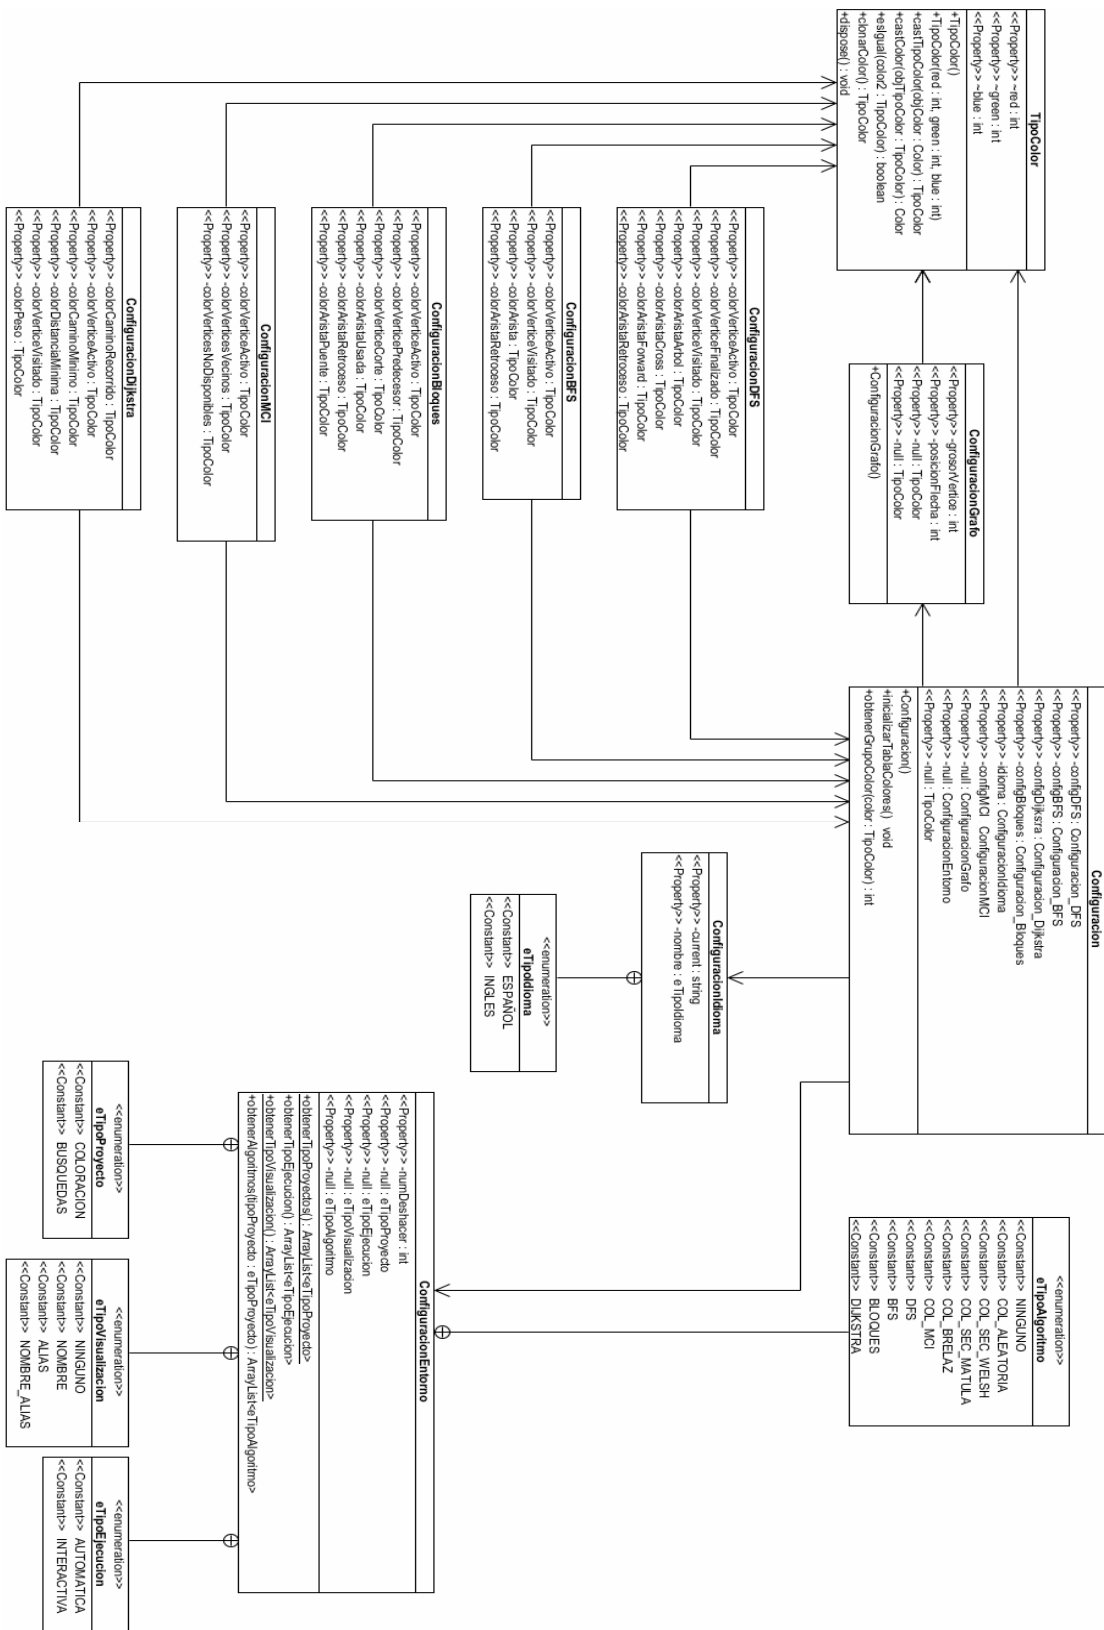 TipoColor
<<Property>> ~red : int
<<Property>> ~green : int
<<Property>> ~blue : int
+TipoColor()
+TipoColor(red : int, green : int, blue : int)
+castTipoColor(objColor : Color) : TipoColor
+castColor(objTipoColor : TipoColor) : Color
+esIgual(color2 : TipoColor) : boolean
+clonarColor() : TipoColor
+dispose() : void
ConfiguracionGrafo
<<Property>> -grosorVertice : int
<<Property>> -posicionFlecha : int
<<Property>> -null : TipoColor
<<Property>> -null : TipoColor
+ConfiguracionGrafo()
Configuracion
<<Property>> -configDFS : Configuracion_DFS
<<Property>> -configBFS : Configuracion_BFS
<<Property>> -configDijksra : Configuracion_Dijkstra
<<Property>> -configBloques : Configuracion_Bloques
<<Property>> -idioma : ConfiguracionIdioma
<<Property>> -configMCI ConfiguracionMCI
<<Property>> -null : ConfiguracionGrafo
<<Property>> -null : ConfiguracionEntorno
<<Property>> -null : TipoColor
+Configuracion()
+inicializarTablaColores() void
+obtenerGrupoColor(color : TipoColor) : int
<<enumeration>>
eTipoAlgoritmo
<<Constant>> NINGUNO
<<Constant>> COL_ALEATORIA
<<Constant>> COL_SEC_WELSH
<<Constant>> COL_SEC_MATULA
<<Constant>> COL_BRELAZ
<<Constant>> COL_MCI
<<Constant>> DFS
<<Constant>> BFS
<<Constant>> BLOQUES
<<Constant>> DIJKSTRA
ConfiguracionDFS
<<Property>> -colorVerticeActivo : TipoColor
<<Property>> -colorVerticeFinalizado : TipoColor
<<Property>> -colorVerticeVisitado : TipoColor
<<Property>> -colorAristaArbol : TipoColor
<<Property>> -colorAristaCross : TipoColor
<<Property>> -colorAristaForward : TipoColor
<<Property>> -colorAristaRetroceso : TipoColor
ConfiguracionBFS
<<Property>> -colorVerticeActivo : TipoColor
<<Property>> -colorVerticeVisitado : TipoColor
<<Property>> -colorArista : TipoColor
<<Property>> -colorAristaRetroceso : TipoColor
ConfiguracionBloques
<<Property>> -colorVerticeActivo : TipoColor
<<Property>> -colorVerticePredecesor : TipoColor
<<Property>> -colorVerticeCorte : TipoColor
<<Property>> -colorAristaUsada : TipoColor
<<Property>> -colorAristaRetroceso : TipoColor
<<Property>> -colorAristaPuente : TipoColor
ConfiguracionMCI
<<Property>> -colorVerticeActivo : TipoColor
<<Property>> -colorVerticesVecinos : TipoColor
<<Property>> -colorVerticesNoDisponibles : TipoColor
ConfiguracionDijkstra
<<Property>> -colorCaminoRecorrido : TipoColor
<<Property>> -colorVerticeActivo : TipoColor
<<Property>> -colorCaminoMinimo : TipoColor
<<Property>> -colorDistanciaMinima : TipoColor
<<Property>> -colorVerticeVisitado : TipoColor
<<Property>> -colorPeso : TipoColor
ConfiguracionIdioma
<<Property>> -current : string
<<Property>> -nombre : eTipoIdioma
<<enumeration>>
eTipoIdioma
<<Constant>> ESPAÑOL
<<Constant>> INGLES
ConfiguracionEntorno
<<Property>> -numDeshacer : int
<<Property>> -null : eTipoProyecto
<<Property>> -null : eTipoEjecucion
<<Property>> -null : eTipoVisualizacion
<<Property>> -null : eTipoAlgoritmo
+obtenerTipoProyectos() : ArrayList<eTipoProyecto>
+obtenerTipoEjecucion() : ArrayList<eTipoEjecucion>
+obtenerTipoVisualizacion() : ArrayList<eTipoVisualizacion>
+obtenerAlgoritmos(tipoProyecto : eTipoProyecto) : ArrayList<eTipoAlgoritmo>
<<enumeration>>
eTipoProyecto
<<Constant>> COLORACION
<<Constant>> BUSQUEDAS
<<enumeration>>
eTipoVisualizacion
<<Constant>> NINGUNO
<<Constant>> NOMBRE
<<Constant>> ALIAS
<<Constant>> NOMBRE_ALIAS
<<enumeration>>
eTipoEjecucion
<<Constant>> AUTOMATICA
<<Constant>> INTERACTIVA